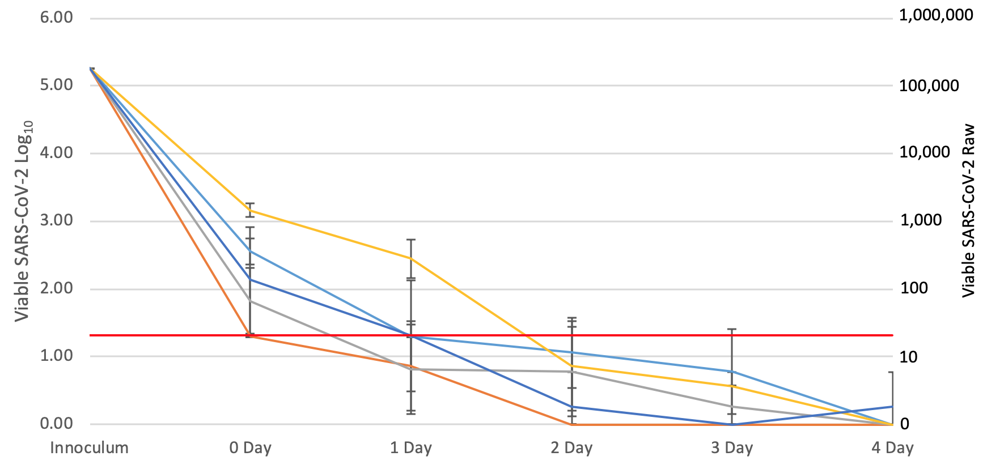 6.00
5.00
4.00
3.00
2.00
1.00
0.00
Viable SARS-CoV-2 Log10
1,000,000
100,000
10,000
1,000
100
10
0
Viable SARS-CoV-2 Raw
Innoculum
0 Day
1 Day
2 Day
3 Day
4 Day